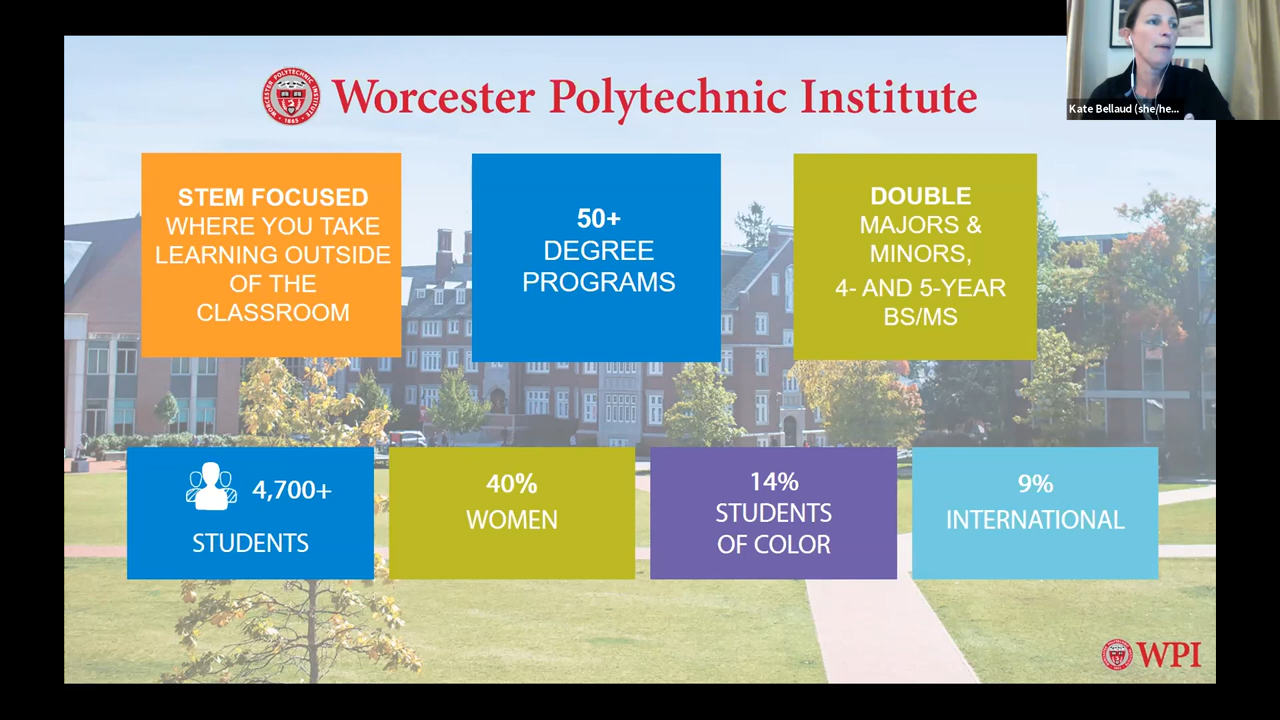 Worcester Polytechnic Institute
Kate Bellaud (she/he...
STEM FOCUSED
WHERE YOU TAKE
LEARNING OUTSIDE
OF THE
CLASSROOM
50+
DEGREE
PROGRAMS
DOUBLE
MAJORS &
MINORS,
4- AND 5-YEAR
BS/MS
4,700+
STUDENTS
40%
WOMEN
14%
STUDENTS
OF COLOR
9%
INTERNATIONAL
WPI